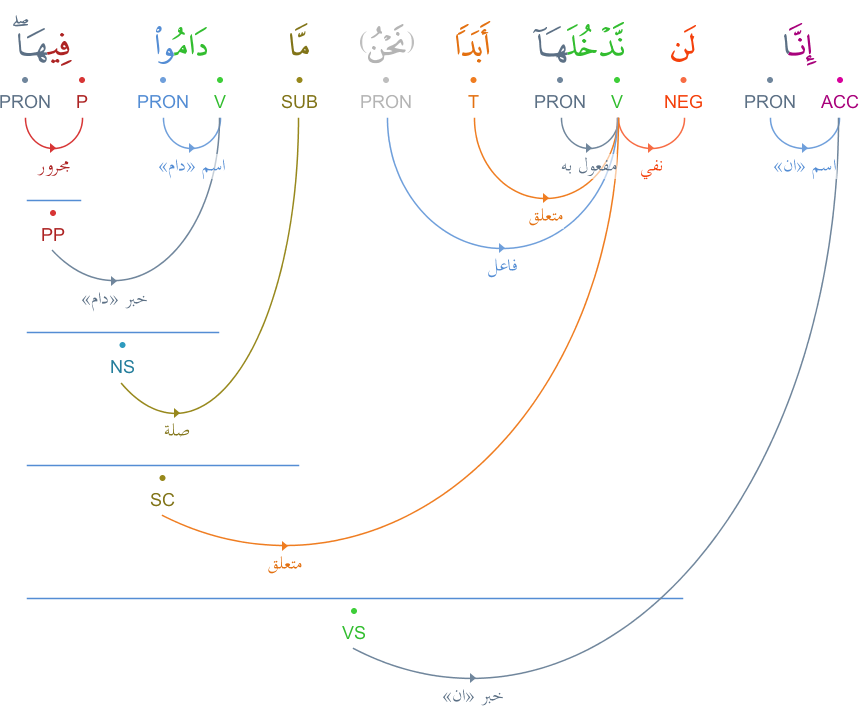 إِنَّا لَن نَّدْخُلَهَآ أَبَدًا (نَحْنُ) مَّا دَامُوا۟ فِيهَا ۖ
ACC PRON NEG V PRON T PRON SUB V PRON P PRON
اسم «ان» نفي مفعول به اسم «دام» مجرور
متعلق
PP
فاعل
خبر «دام»
NS
صلة
SC
متعلق
VS
خبر «ان»